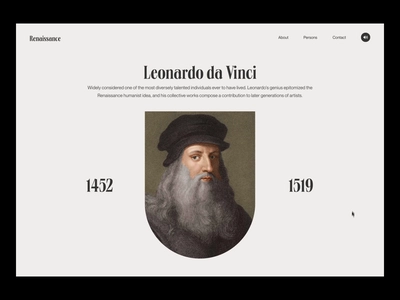 Renaissance
About Persons Contact
Leonardo da Vinci
Widely considered one of the most diversely talented individuals ever to have lived. Leonardo's genius epitomized the
Renaissance humanist idea, and his collective works compose a contribution to later generations of artists.
1452
1519